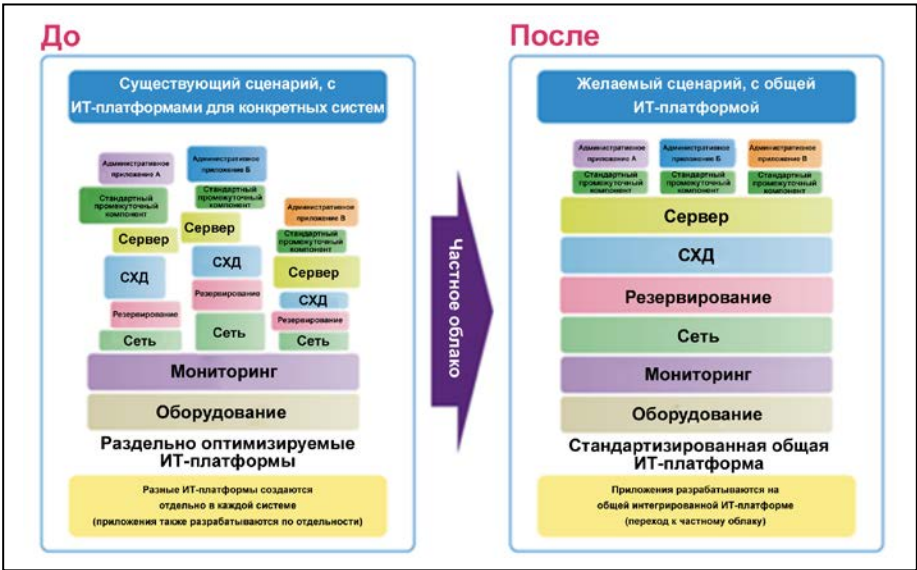 До
Существующий сценарий, с
ИТ-платформами для конкретных систем
Административное
приложение А
Стандартный
промежуточный
компонент
Сервер
СХД
Резервирование
Сеть
Административное
приложение Б
Стандартный
промежуточный
компонент
Сервер
СХД
Резервирование
Сеть
Административное
приложение В
Стандартный
промежуточный
компонент
Сервер
СХД
Резервирование
Сеть
Мониторинг
Оборудование
Раздельно оптимизируемые
ИТ-платформы
Разные ИТ-платформы создаются
отдельно в каждой системе
(приложения также разрабатываются по отдельности)
Частное облако
После
Желаемый сценарий, с общей
ИТ-платформой
Административное
приложение А
Стандартный
промежуточный
компонент
Административное
приложение Б
Стандартный
промежуточный
компонент
Административное
приложение В
Стандартный
промежуточный
компонент
Сервер
СХД
Резервирование
Сеть
Мониторинг
Оборудование
Стандартизированная общая
ИТ-платформа
Приложения разрабатываются на
общей интегрированной ИТ-платформе
(переход к частному облаку)